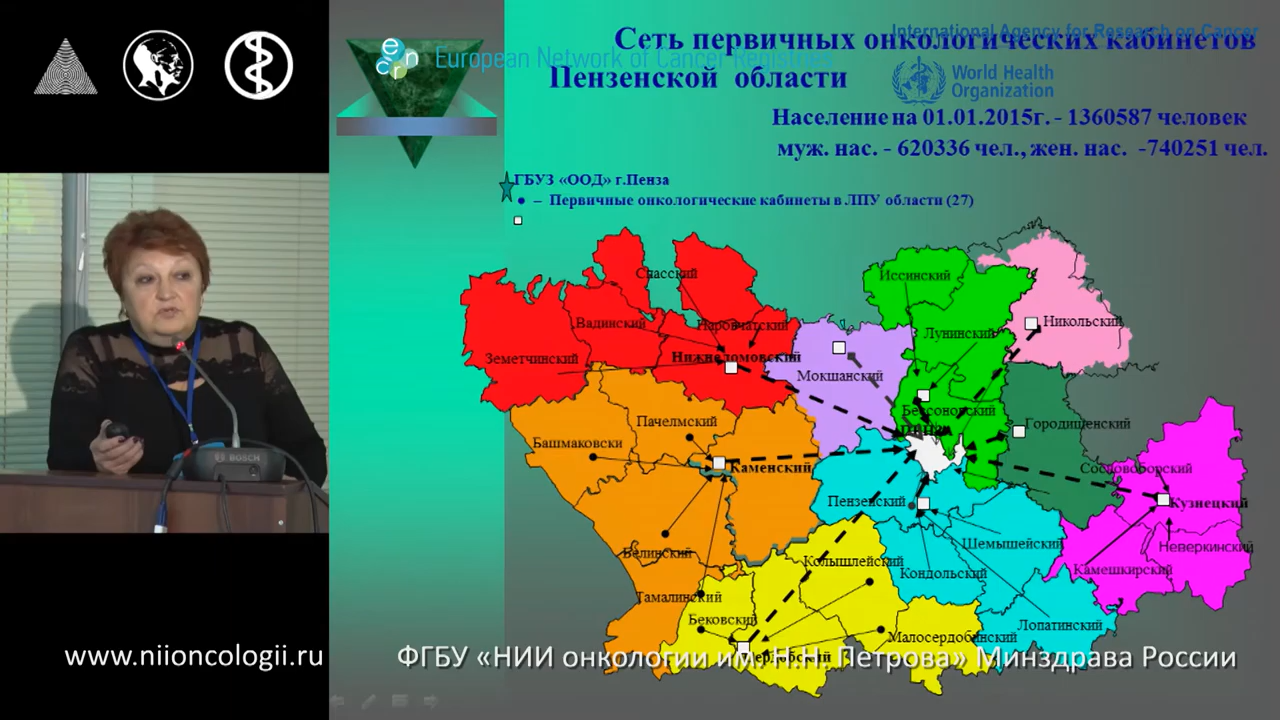 International Agency for Research on Cancer
Сеть первичных онкологических кабинетов
European Network of Cancer Registries
Пензенской области
World Health
Organization
Население на 01.01.2015г. - 1360587 человек
муж. нас. - 620336 чел., жен. нас. -740251 чел.
ГБУЗ «ООД» г.Пенза
• – Первичные онкологические кабинеты в ЛПУ области (27)
Спасский
Иссинский
Вадинский
Наровчатский
Лунинский
Никольский
Земетчинский
Нижнеломовский
Мокшанский
Бессоновский
Пачелмский
Городищенский
Башмаковски
Каменский
Сосновоборский
Пензенский
Кузнецкий
Белинский
Шемышейский
Неверкинский
Колышлейский
Кондольский
Камешкирский
Тамалинский
Бековский
Лопатинский
Малосердобинский
BOSCH
www.niioncologii.ru
ФГБУ «НИИ онкологии им. Н.Н. Петрова» Минздрава России